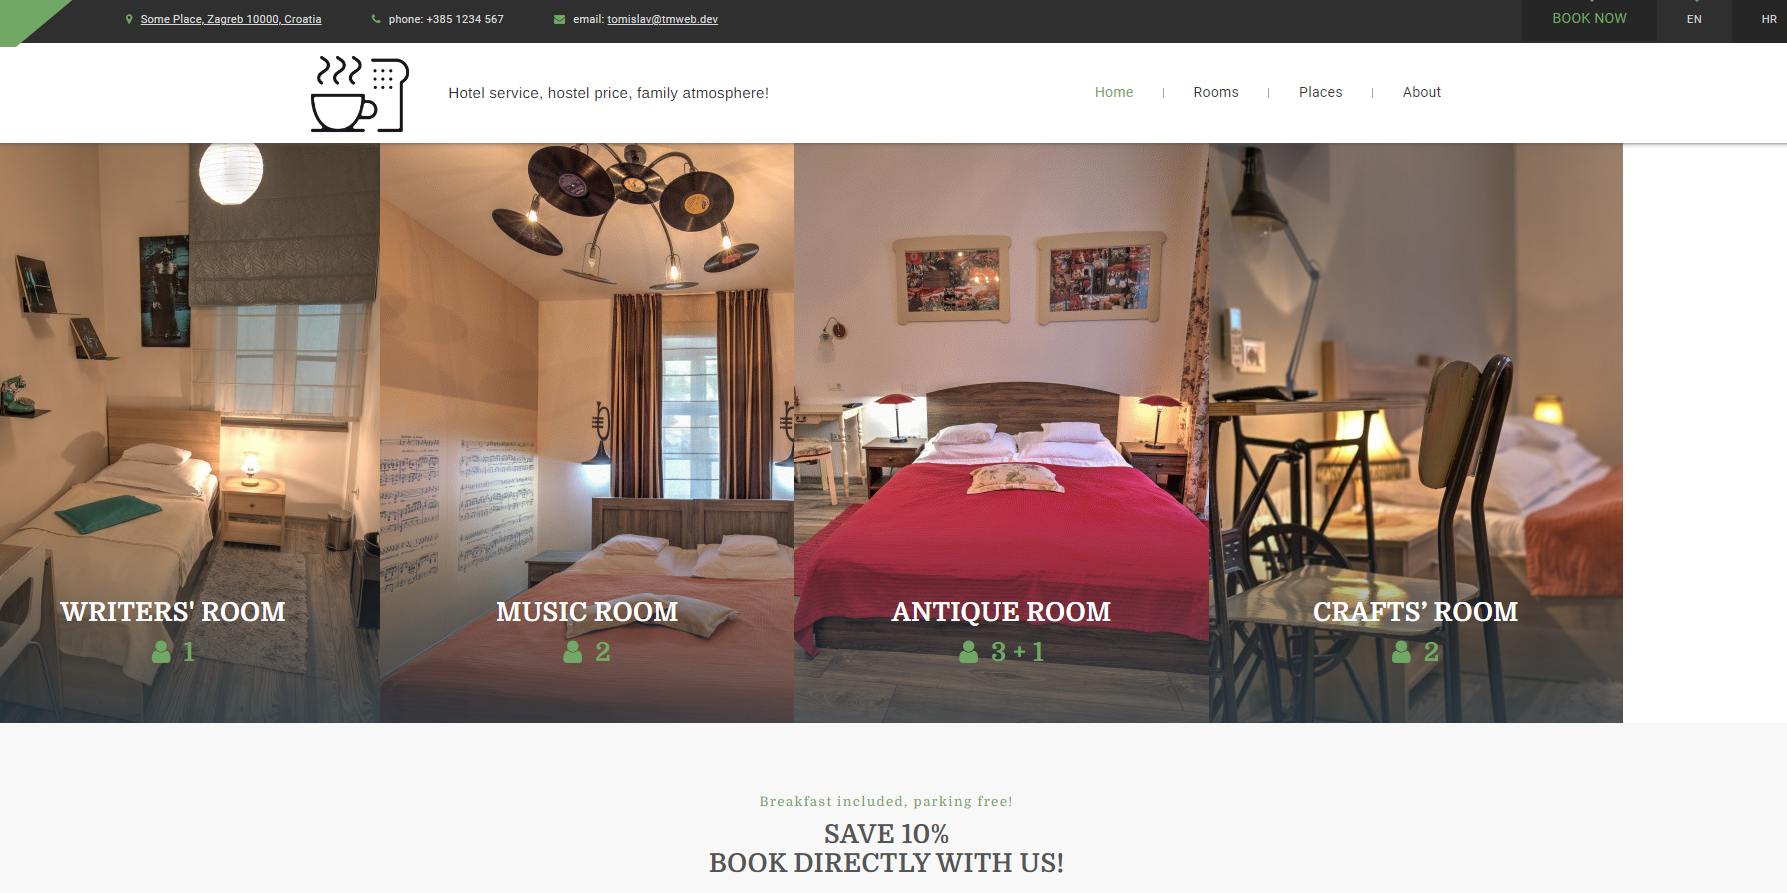 Some Place, Zagreb 10000, Croatia
phone: +385 1234 567
email: tomislav@tmweb.dev
BOOK NOW
EN
HR
Hotel service, hostel price, family atmosphere!
Home
Rooms
Places
About
WRITERS' ROOM
1
MUSIC ROOM
2
ANTIQUE ROOM
3 + 1
CRAFTS’ ROOM
2
Breakfast included, parking free!
SAVE 10%
BOOK DIRECTLY WITH US!